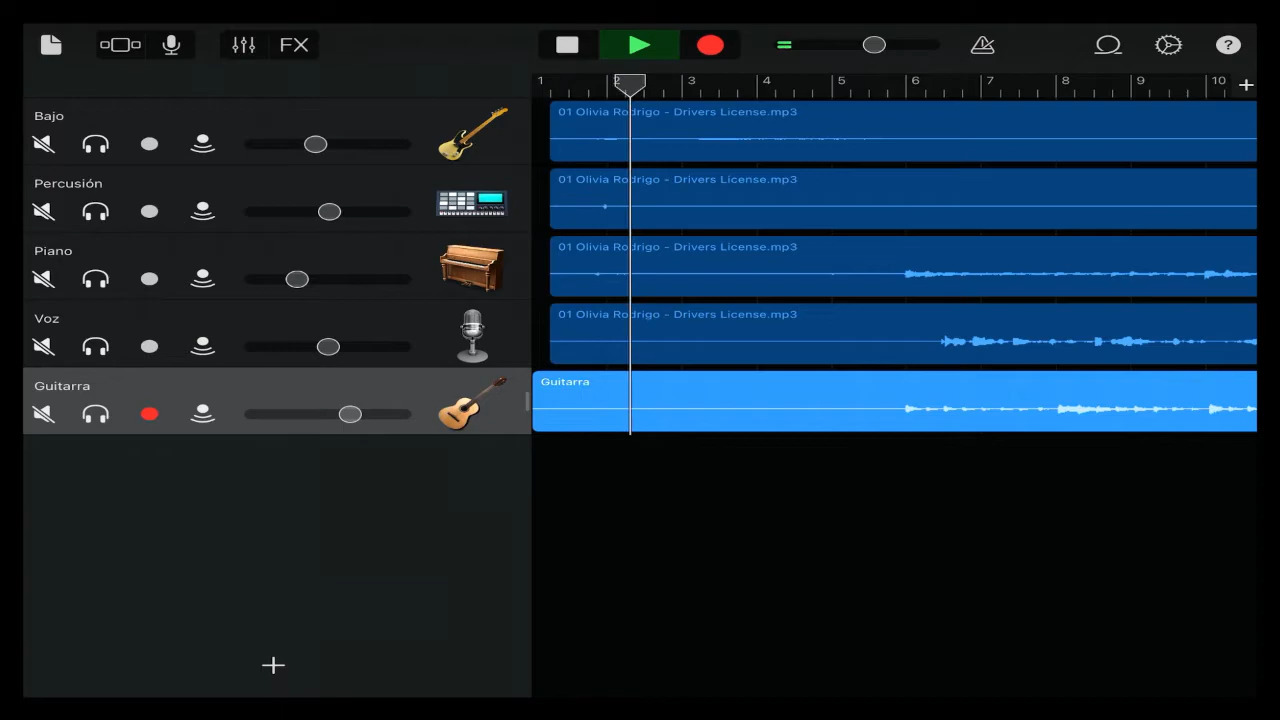 FX
?
1 2 3 4 5 6 7 8 9 10 +
Bajo
01 Olivia Rodrigo - Drivers License.mp3
Percusión
01 Olivia Rodrigo - Drivers License.mp3
Piano
01 Olivia Rodrigo - Drivers License.mp3
Voz
01 Olivia Rodrigo - Drivers License.mp3
Guitarra
Guitarra
+